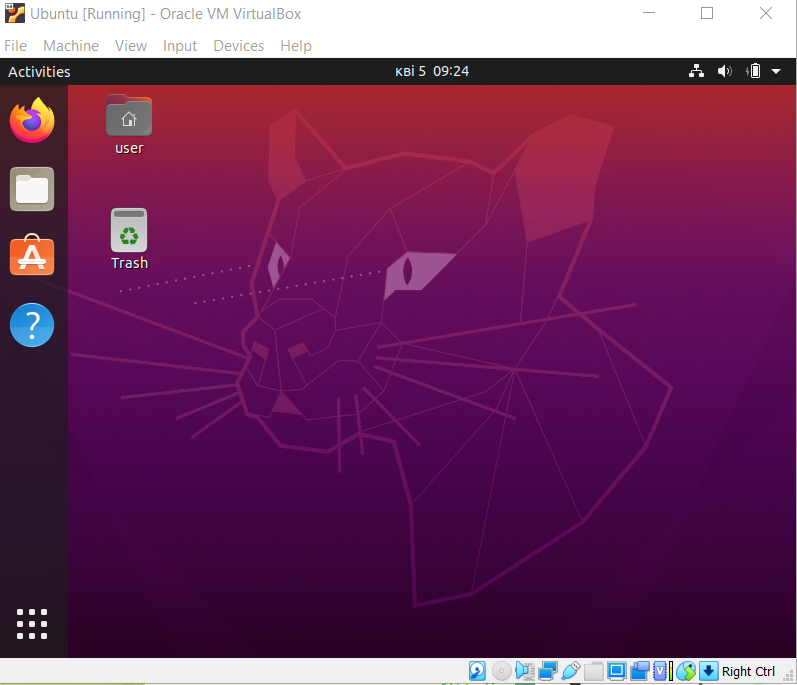 Ubuntu [Running] - Oracle VM VirtualBox
File Machine View Input Devices Help
Activities
кві 5 09:24
user
Trash
Right Ctrl